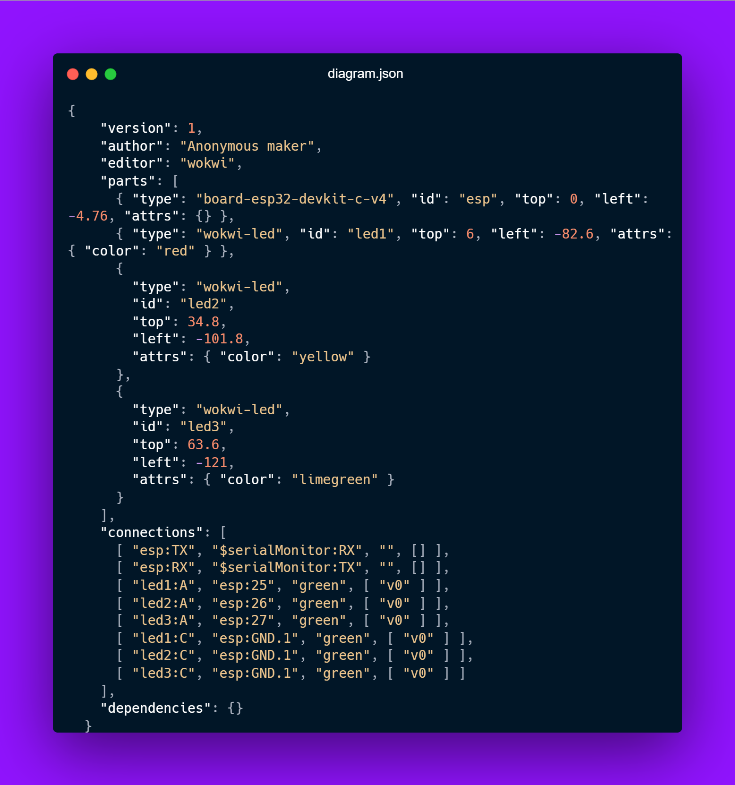 diagram.json
{
    "version": 1,
    "author": "Anonymous maker",
    "editor": "wokwi",
    "parts": [
      { "type": "board-esp32-devkit-c-v4", "id": "esp", "top": 0, "left":
-4.76, "attrs": {} },
      { "type": "wokwi-led", "id": "led1", "top": 6, "left": -82.6, "attrs":
{ "color": "red" } },
      {
        "type": "wokwi-led",
        "id": "led2",
        "top": 34.8,
        "left": -101.8,
        "attrs": { "color": "yellow" }
      },
      {
        "type": "wokwi-led",
        "id": "led3",
        "top": 63.6,
        "left": -121,
        "attrs": { "color": "limegreen" }
      }
    ],
    "connections": [
      [ "esp:TX", "$serialMonitor:RX", "", [] ],
      [ "esp:RX", "$serialMonitor:TX", "", [] ],
      [ "led1:A", "esp:25", "green", [ "v0" ] ],
      [ "led2:A", "esp:26", "green", [ "v0" ] ],
      [ "led3:A", "esp:27", "green", [ "v0" ] ],
      [ "led1:C", "esp:GND.1", "green", [ "v0" ] ],
      [ "led2:C", "esp:GND.1", "green", [ "v0" ] ],
      [ "led3:C", "esp:GND.1", "green", [ "v0" ] ]
    ],
    "dependencies": {}
  }